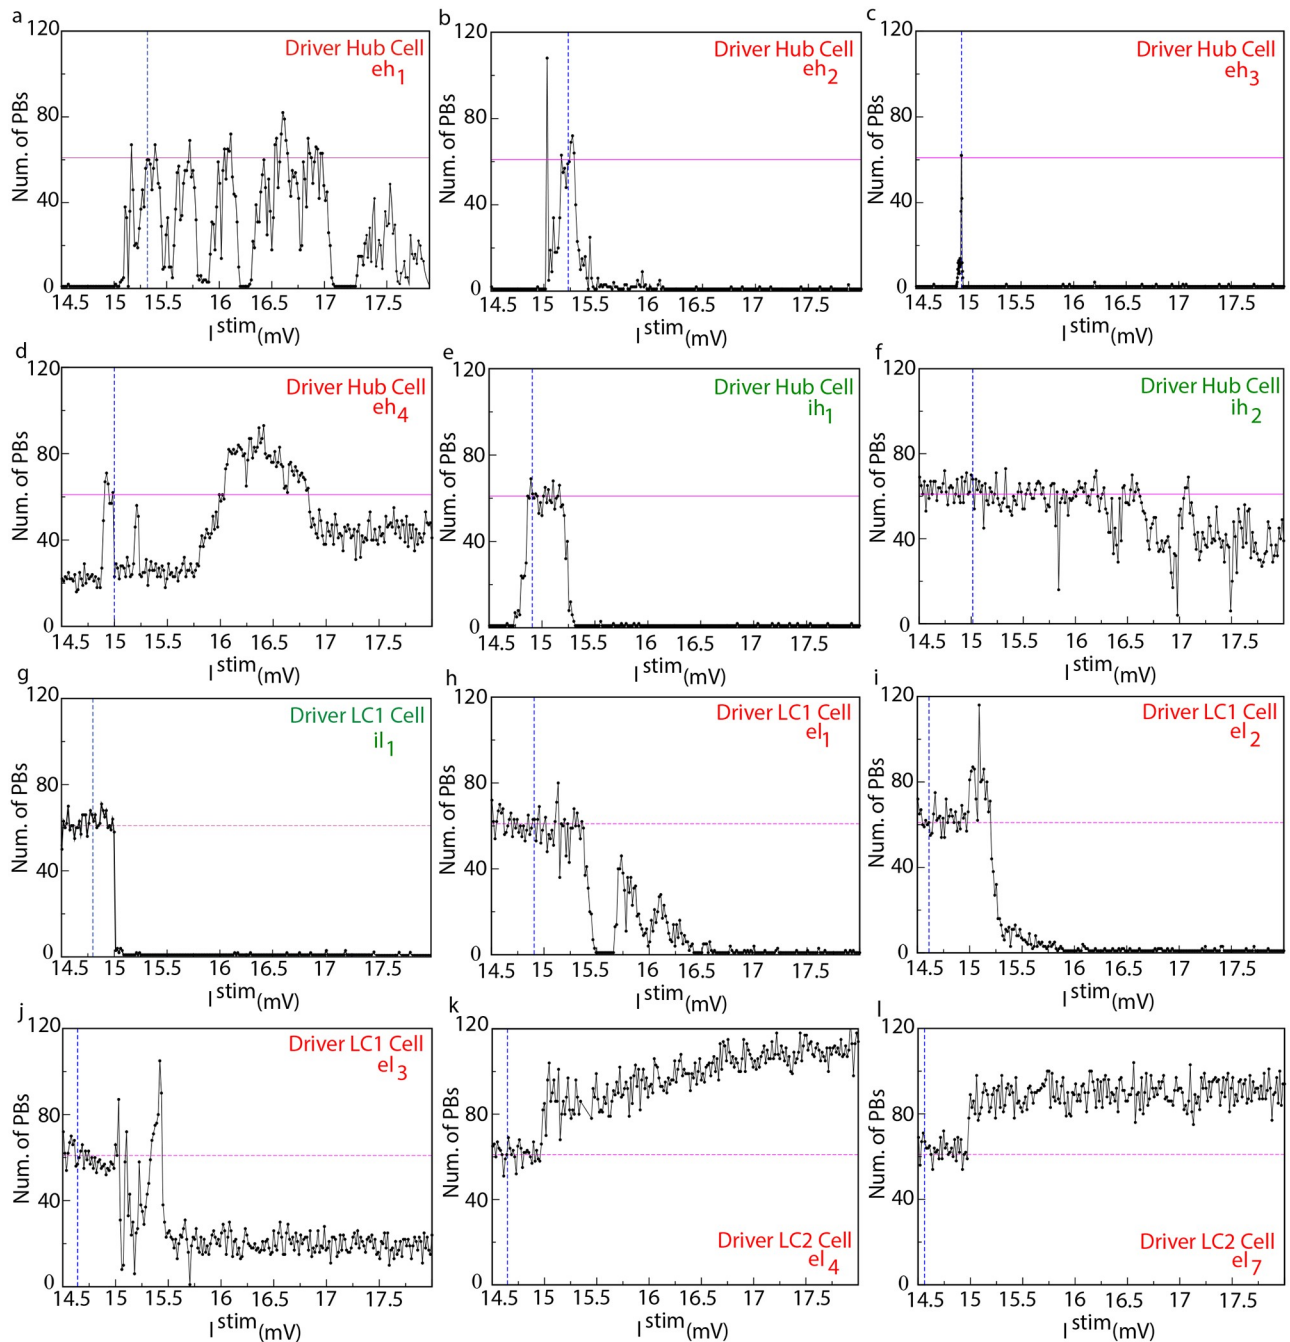 a
120
80
40
0
Num. of PBs
Driver Hub Cell
eh1
14.5 15 15.5 16 16.5 17 17.5
I stim (mV)
b
120
80
40
0
Num. of PBs
Driver Hub Cell
eh2
14.5 15 15.5 16 16.5 17 17.5
I stim (mV)
c
120
80
40
0
Num. of PBs
Driver Hub Cell
eh3
14.5 15 15.5 16 16.5 17 17.5
I stim (mV)
d
120
80
40
0
Num. of PBs
Driver Hub Cell
eh4
14.5 15 15.5 16 16.5 17 17.5
I stim (mV)
e
120
80
40
0
Num. of PBs
Driver Hub Cell
ih1
14.5 15 15.5 16 16.5 17 17.5
I stim (mV)
f
120
80
40
0
Num. of PBs
Driver Hub Cell
ih2
14.5 15 15.5 16 16.5 17 17.5
I stim (mV)
g
120
80
40
0
Num. of PBs
Driver LC1 Cell
il1
14.5 15 15.5 16 16.5 17 17.5
I stim (mV)
h
120
80
40
0
Num. of PBs
Driver LC1 Cell
el1
14.5 15 15.5 16 16.5 17 17.5
I stim (mV)
i
120
80
40
0
Num. of PBs
Driver LC1 Cell
el2
14.5 15 15.5 16 16.5 17 17.5
I stim (mV)
j
120
80
40
0
Num. of PBs
Driver LC1 Cell
el3
14.5 15 15.5 16 16.5 17 17.5
I stim (mV)
k
120
80
40
0
Num. of PBs
Driver LC2 Cell
el4
14.5 15 15.5 16 16.5 17 17.5
I stim (mV)
l
120
80
40
0
Num. of PBs
Driver LC2 Cell
el7
14.5 15 15.5 16 16.5 17 17.5
I stim (mV)